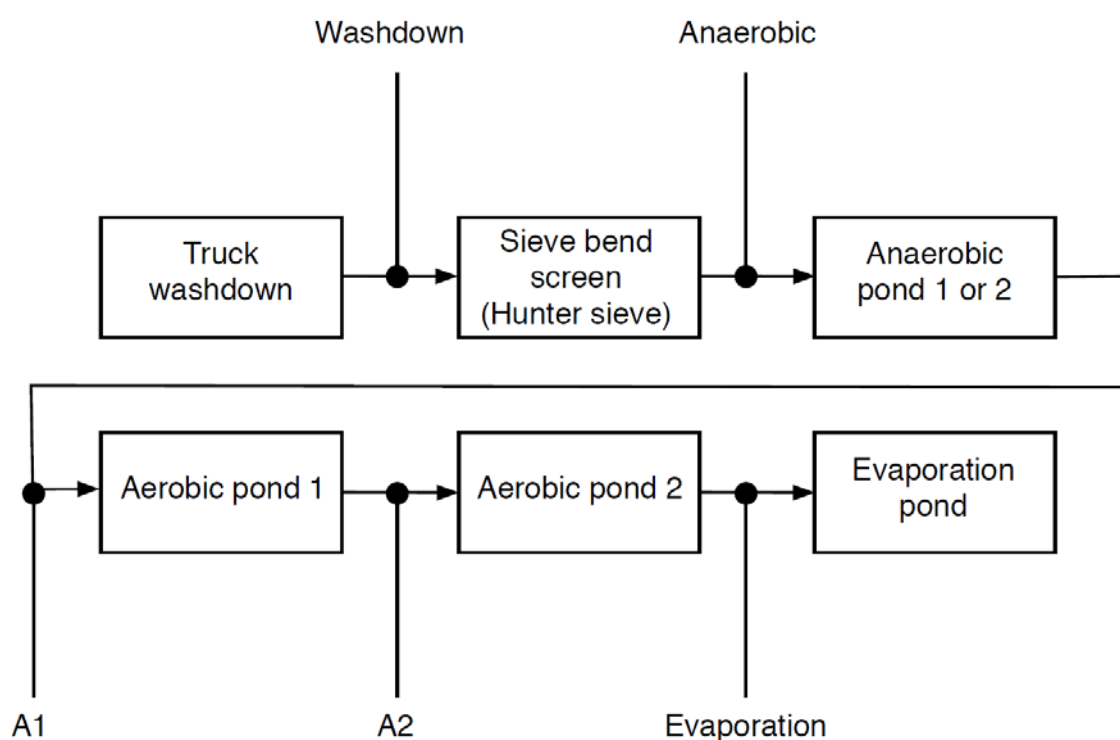 Washdown
Anaerobic
Truck
washdown
Sieve bend
screen
(Hunter sieve)
Anaerobic
pond 1 or 2
Aerobic pond 1
Aerobic pond 2
Evaporation
pond
A1
A2
Evaporation